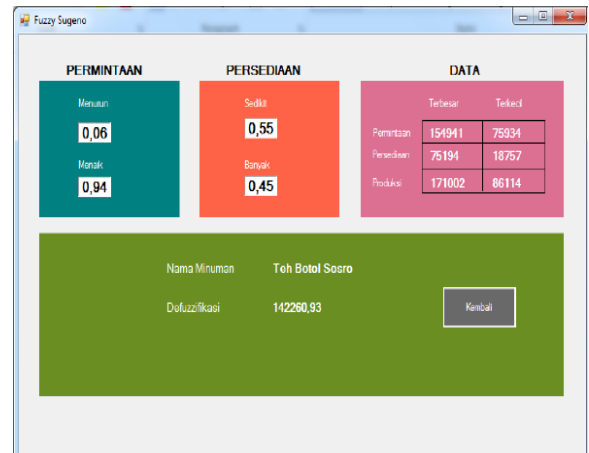 Fuzzy Sugeno
PERMINTAAN
Menurun
0,06
Menaik
0,94
PERSEDIAAN
Sedikit
0,55
Banyak
0,45
DATA
Terbesar Terkecil
Permintaan 154941 75934
Persediaan 75194 18757
Produksi 171002 86114
Nama Minuman Teh Botol Sosro
Defuzzifikasi 142260,93
Kembali